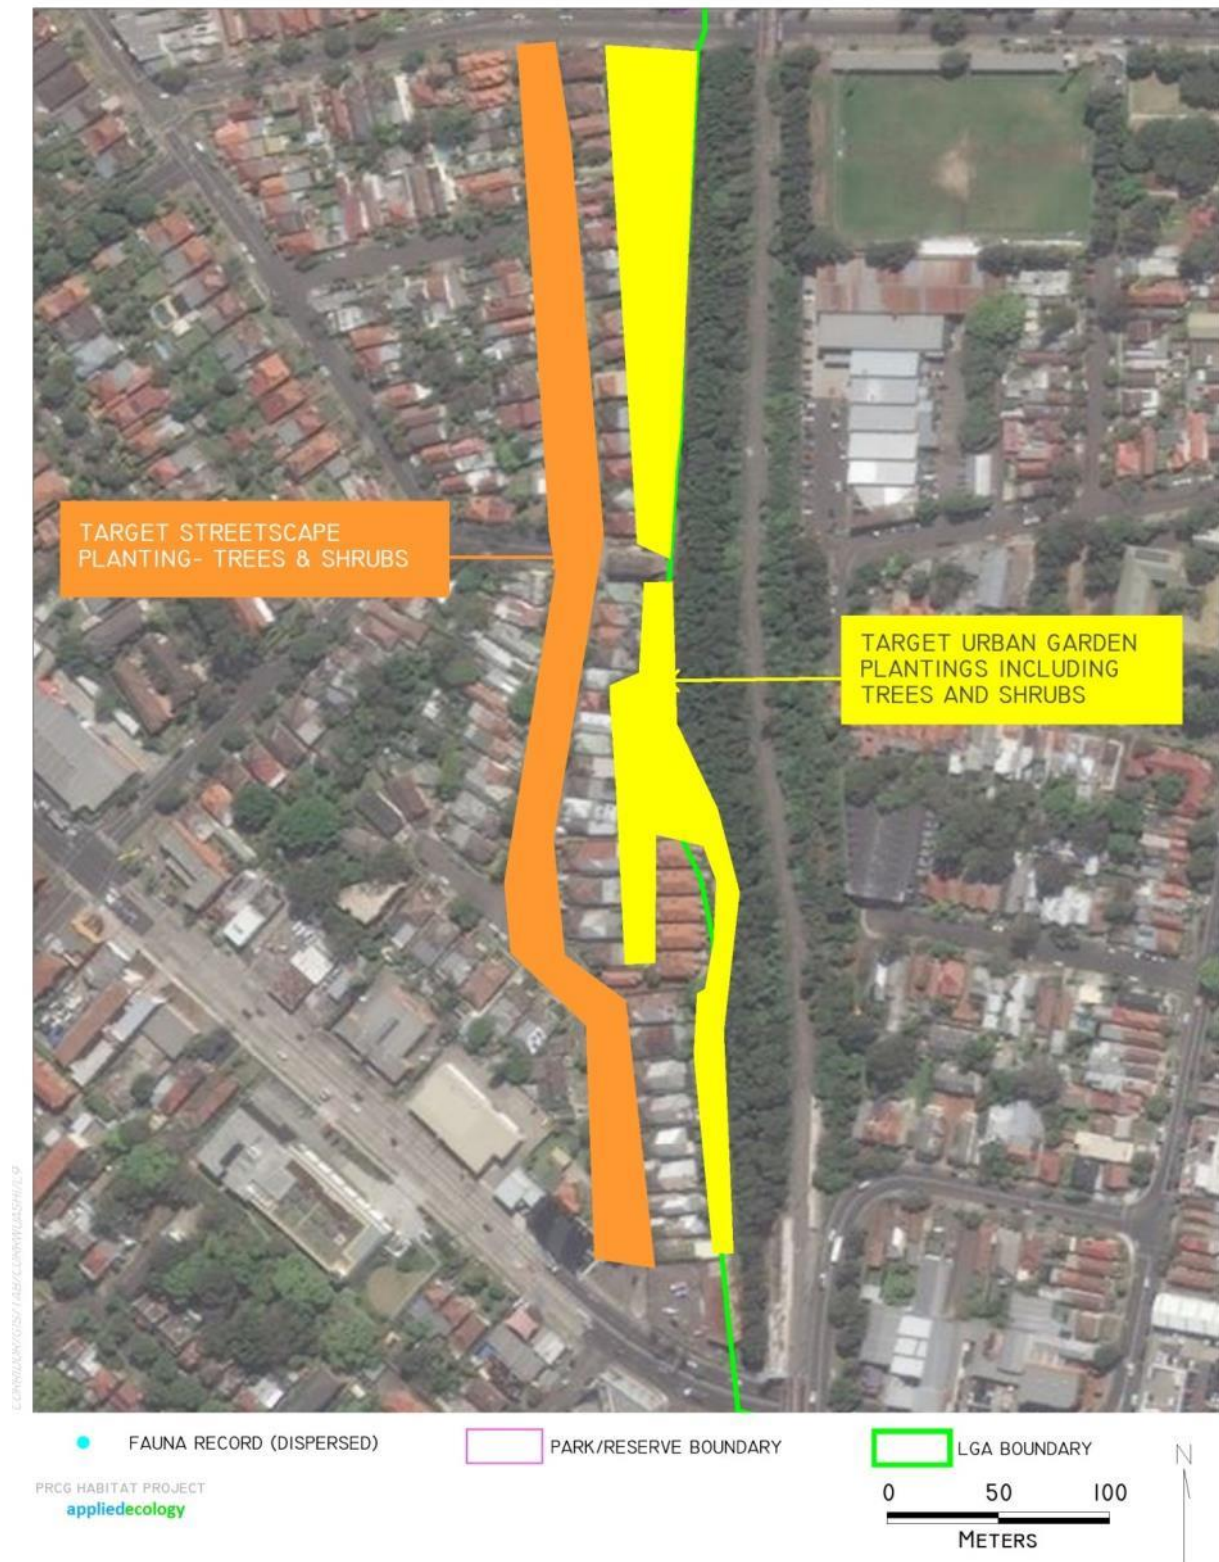 TARGET STREETSCAPE
PLANTING- TREES & SHRUBS
TARGET URBAN GARDEN
PLANTINGS INCLUDING
TREES AND SHRUBS
FAUNA RECORD (DISPERSED)
PARK/RESERVE BOUNDARY
LGA BOUNDARY
N
PRCG HABITAT PROJECT
appliedecology
0 50 100
METERS